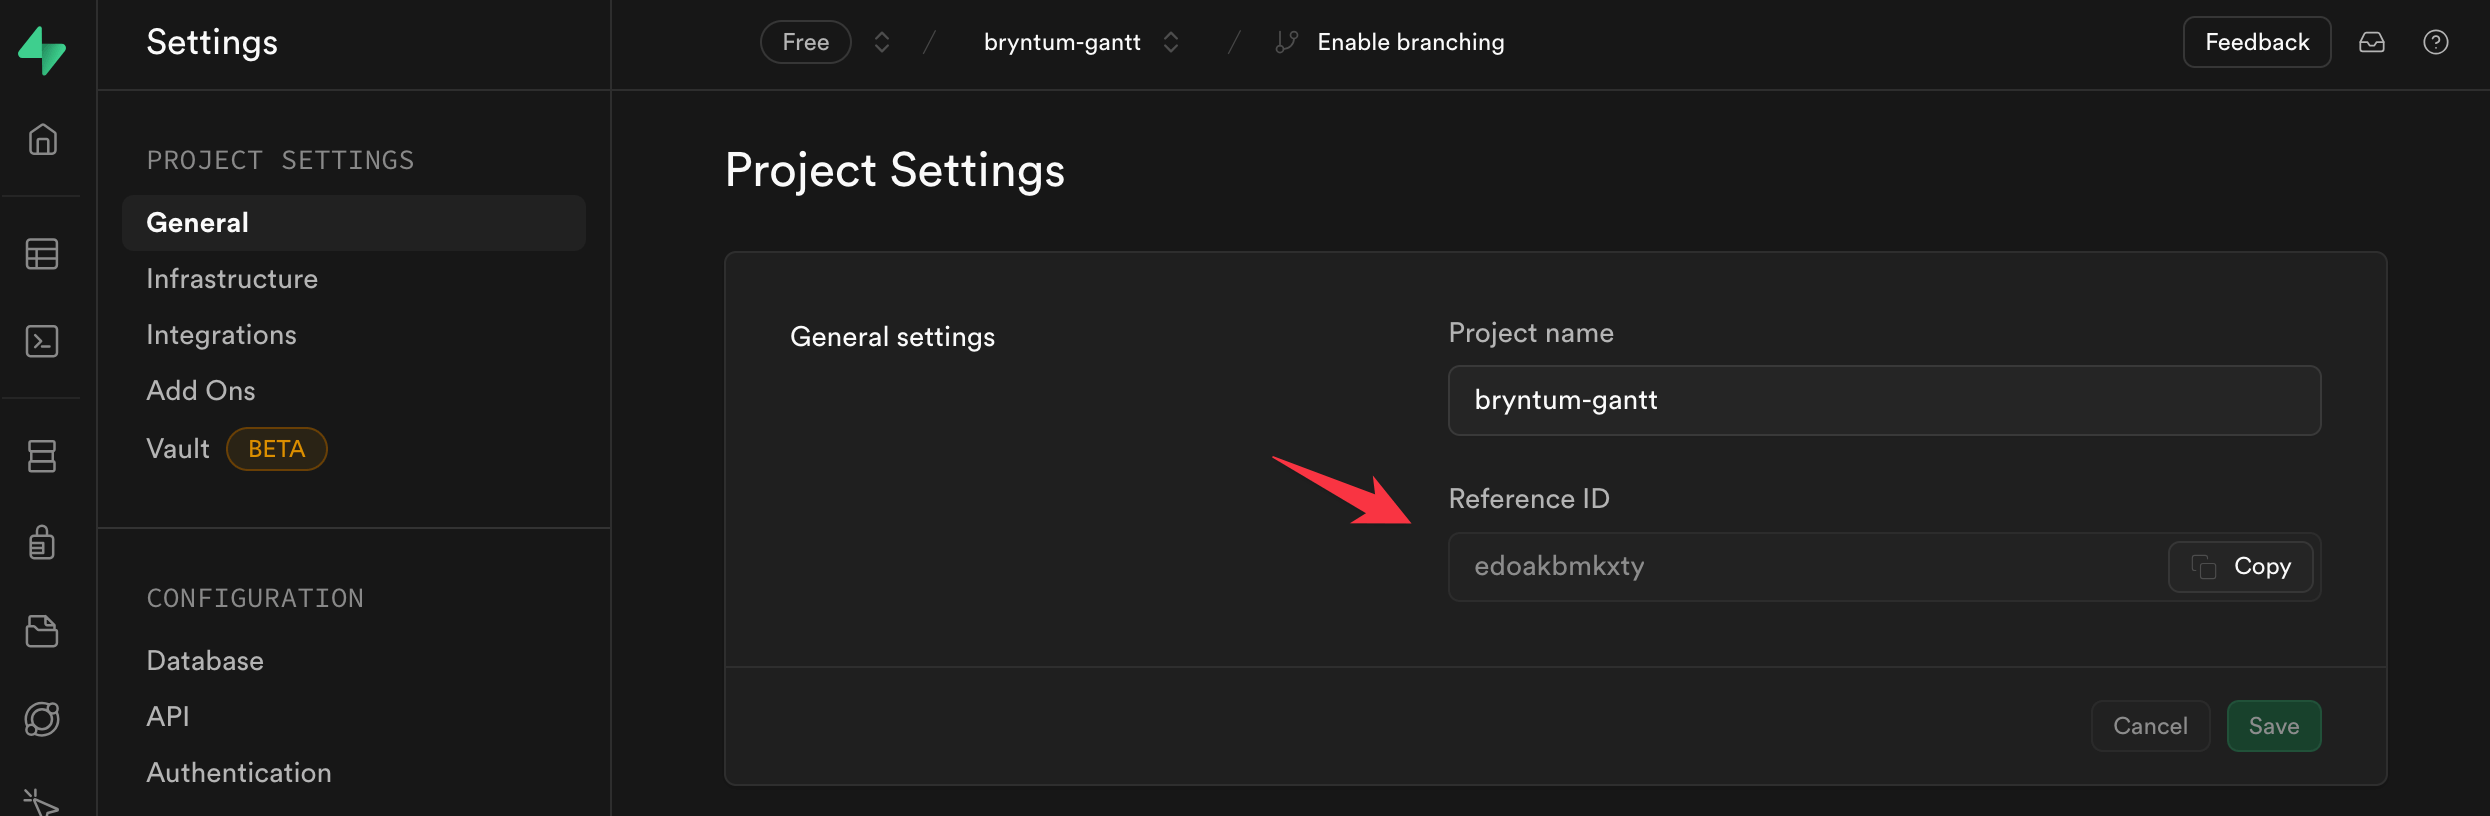 Settings
Free / bryntum-gantt / Enable branching
Feedback
PROJECT SETTINGS
General
Infrastructure
Integrations
Add Ons
Vault BETA
CONFIGURATION
Database
API
Authentication
Project Settings
General settings
Project name
bryntum-gantt
Reference ID
edoakbmkxty
Copy
Cancel Save